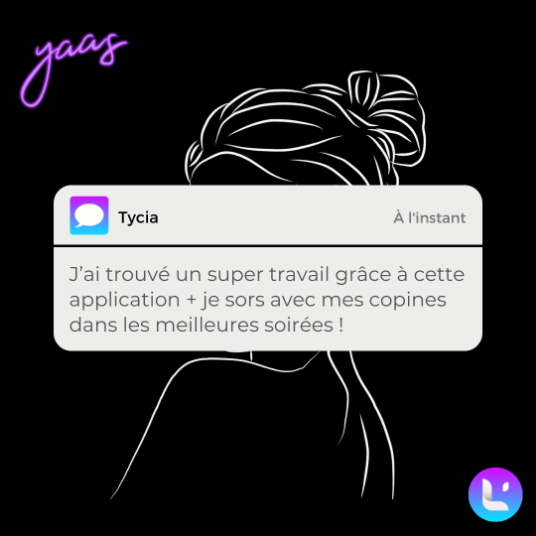 yaas
Tycia
À l'instant
J'ai trouvé un super travail grâce à cette
application + je sors avec mes copines
dans les meilleures soirées !
L'